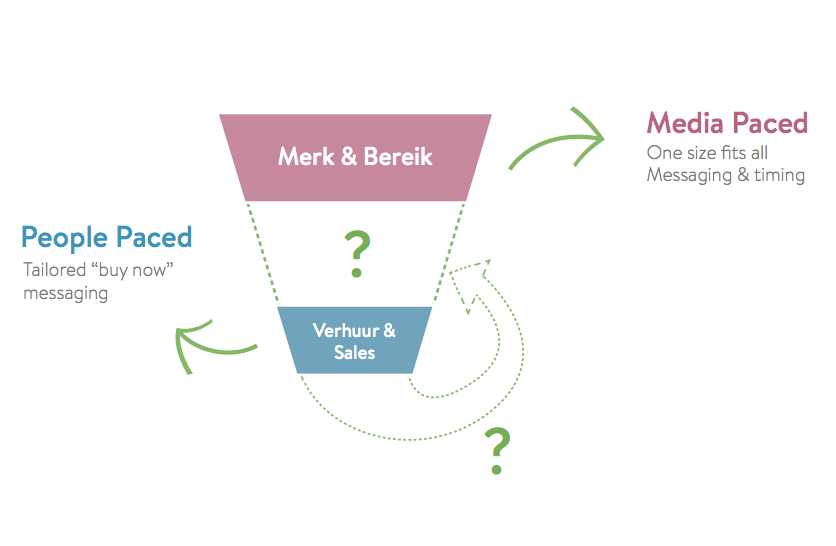 Media Paced
One size fits all
Messaging & timing
Merk & Bereik
?
People Paced
Tailored “buy now”
messaging
Verhuur &
Sales
?